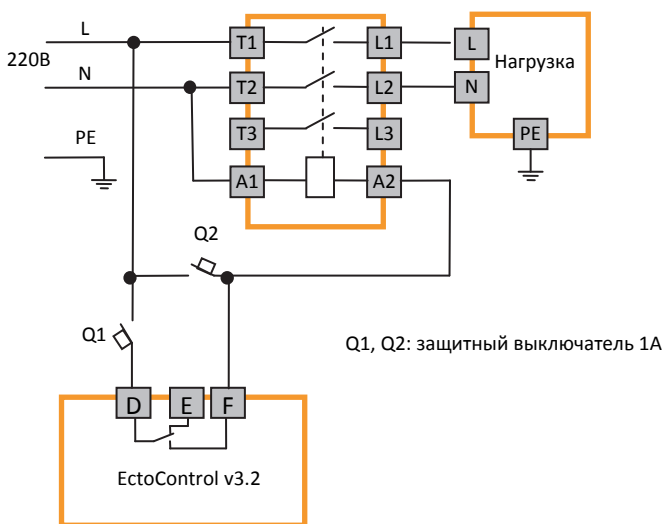 L
220В
N
PE
T1
L1
T2
L2
T3
L3
A1
A2
L
Нагрузка
N
PE
Q2
Q1
Q1, Q2: защитный выключатель 1А
D
E
F
EctoControl v3.2